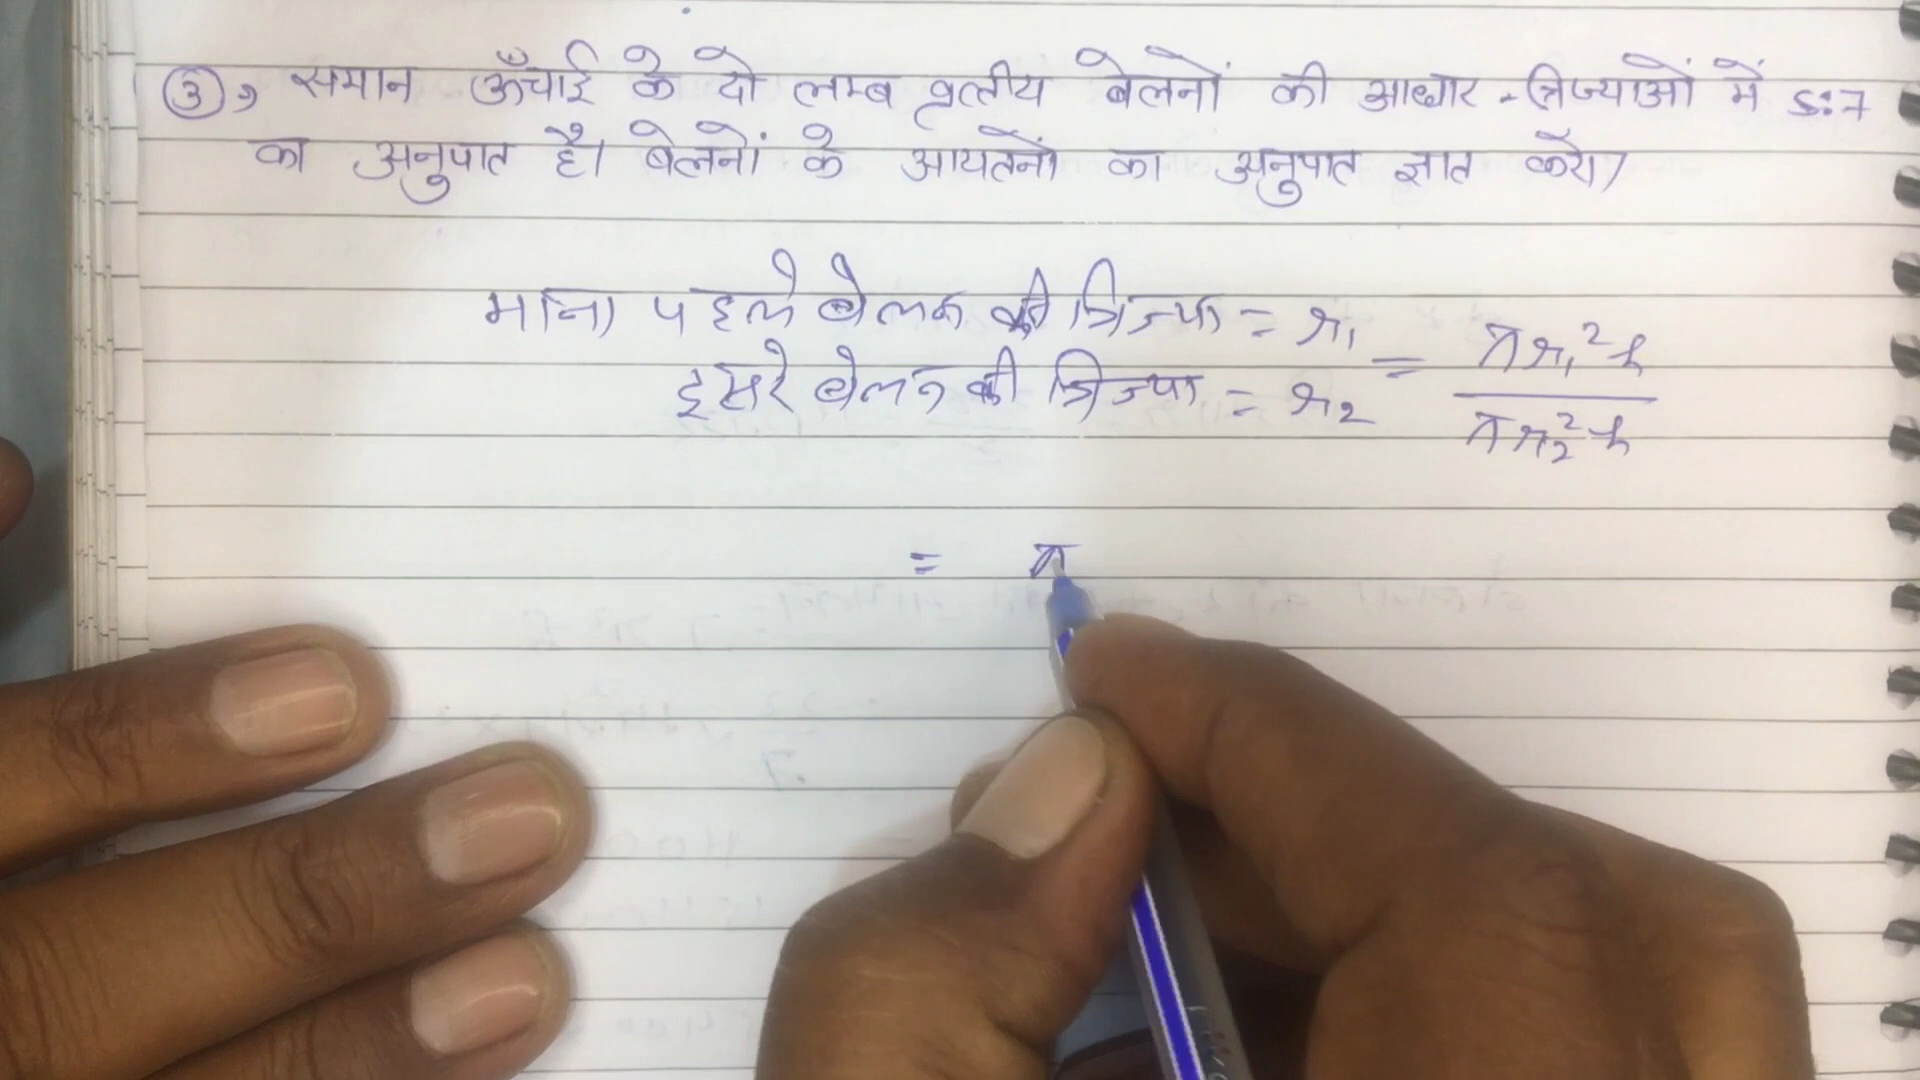 ③, समान ऊँचाई के दो लम्ब वृत्तीय बेलनों की आधार-त्रिज्याओं में 5:7
का अनुपात है। बेलनों के आयतनों का अनुपात ज्ञात करो।
माना पहले बेलन की त्रिज्या = r₁
दूसरे बेलन की त्रिज्या = r₂ = πr₁²h / πr₂²h
= π